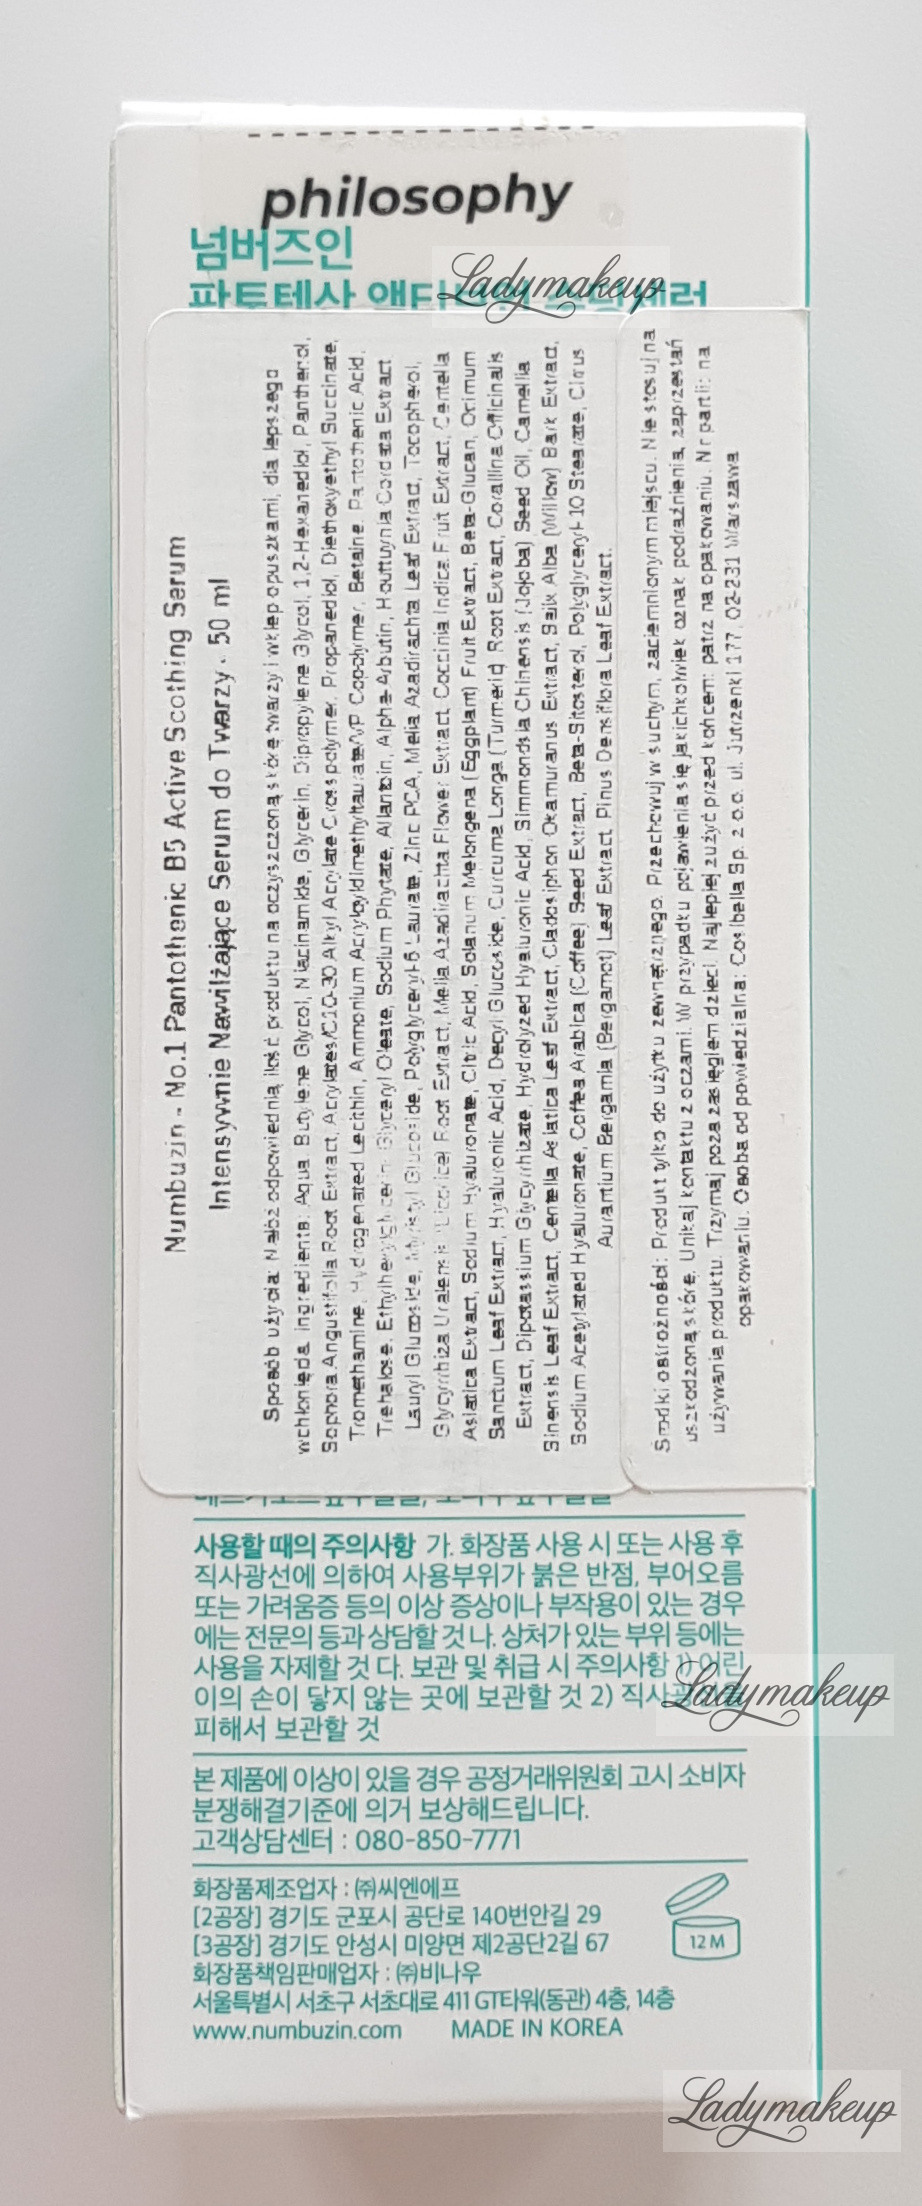 philosophy
넘버즈인
Ladymakeup
Numbuzin - No.1 Pantothenic B5 Active Soothing Serum
Intensywnie Nawilżające Serum do Twarzy - 50 ml
Sposób użycia: Nałóż odpowiednią ilość produktu na oczyszczoną skórę twarzy i wklep opuszkami, dla lepszego
wchłonięcia. Ingredients: Aqua, Butylene Glycol, Niacinamide, Glycerin, Dipropylene Glycol, 1,2-Hexanediol, Panthenol,
Sophora Angustifolia Root Extract, Acrylates/C10-30 Alkyl Acrylate Crosspolymer, Propanediol, Diethoxyethyl Succinate,
Tromethamine, Hydrogenated Lecithin, Ammonium Acryloyldimethyltaurate/VP Copolymer, Betaine, Pantothenic Acid,
Trehalose, Ethylhexylglycerin, Glyceryl Oleate, Sodium Phytate, Allantoin, Alpha-Arbutin, Houttuynia Cordata Extract
Lauryl Glucoside, Myristyl Glucoside, Polyglyceryl-6 Laurate, Zinc PCA, Melia Azadirachta Leaf Extract, Tocopherol,
Glycyrrhiza Uralensis (Licorice) Root Extract, Melia Azadirachta Flower Extract, Coccinia Indica Fruit Extract, Centella
Asiatica Extract, Sodium Hyaluronate, Citric Acid, Solanum Melongena (Eggplant) Fruit Extract, Beta-Glucan, Ocimum
Sanctum Leaf Extract, Hyaluronic Acid, Decyl Glucoside, Curcuma Longa (Turmeric) Root Extract, Corallina Officinalis
Extract, Dipotassium Glycyrrhizate, Hydrolyzed Hyaluronic Acid, Simmondsia Chinensis (Jojoba) Seed Oil, Camellia
Sinensis Leaf Extract, Centella Asiatica Leaf Extract, Cladosiphon Okamuranus Extract, Salix Alba (Willow) Bark Extract,
Sodium Acetylated Hyaluronate, Coffea Arabica (Coffee) Seed Extract, Beta-Sitosterol, Polyglyceryl-10 Stearate, Citrus
Aurantium Bergamia (Bergamot) Leaf Extract, Pinus Densiflora Leaf Extract.
Środki ostrożności: Produkt tylko do użytku zewnętrznego. Przechowuj w suchym, zaciemnionym miejscu. Nie stosuj na
uszkodzoną skórę. Unikaj kontaktu z oczami. W przypadku pojawienia się jakichkolwiek oznak podrażnienia, zaprzestań
używania produktu. Trzymaj poza zasięgiem dzieci. Najlepiej zużyć przed końcem: patrz na opakowaniu. Nr partii: na
opakowaniu. Osoba odpowiedzialna: Cosibella Sp. z o.o. ul. Jutrzenki 177, 02-231 Warszawa
사용할 때의 주의사항 가. 화장품 사용 시 또는 사용 후
직사광선에 의하여 사용부위가 붉은 반점, 부어오름
또는 가려움증 등의 이상 증상이나 부작용이 있는 경우
에는 전문의 등과 상담할 것 나. 상처가 있는 부위 등에는
사용을 자제할 것 다. 보관 및 취급 시 주의사항 1) 어린
이의 손이 닿지 않는 곳에 보관할 것 2)
Ladymakeup
피해서 보관할 것
본 제품에 이상이 있을 경우 공정거래위원회 고시 소비자
분쟁해결기준에 의거 보상해드립니다.
고객상담센터 : 080-850-7771
화장품제조업자 : ㈜씨엔에프
[2공장] 경기도 군포시 공단로 140번안길 29
[3공장] 경기도 안성시 미양면 제2공단2길 67
12M
화장품책임판매업자 : ㈜비나우
서울특별시 서초구 서초대로 411 GT타워(동관) 4층, 14층
www.numbuzin.com MADE IN KOREA
Ladymakeup